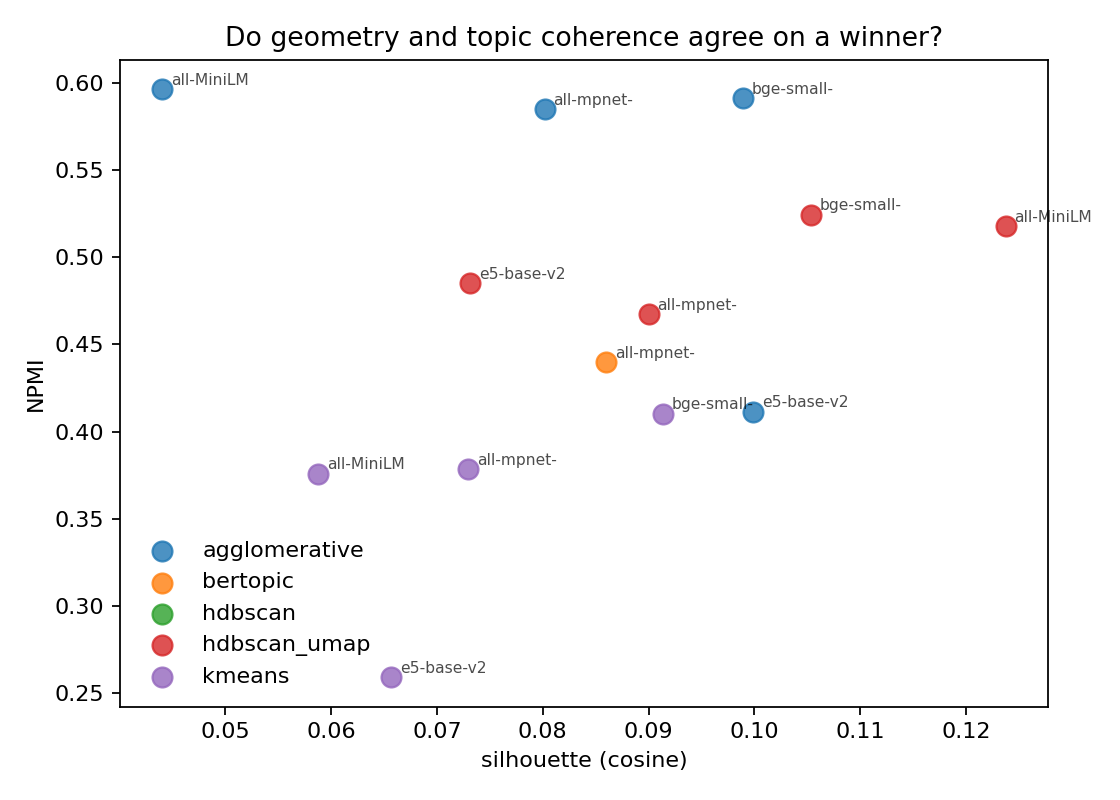 Do geometry and topic coherence agree on a winner?
NPMI
0.60
0.55
0.50
0.45
0.40
0.35
0.30
0.25
all-MiniLM
all-mpnet-
bge-small-
bge-small-
all-MiniLM
e5-base-v2
all-mpnet-
all-mpnet-
bge-small-
e5-base-v2
all-MiniLM
all-mpnet-
e5-base-v2
agglomerative
bertopic
hdbscan
hdbscan_umap
kmeans
0.05
0.06
0.07
0.08
0.09
0.10
0.11
0.12
silhouette (cosine)